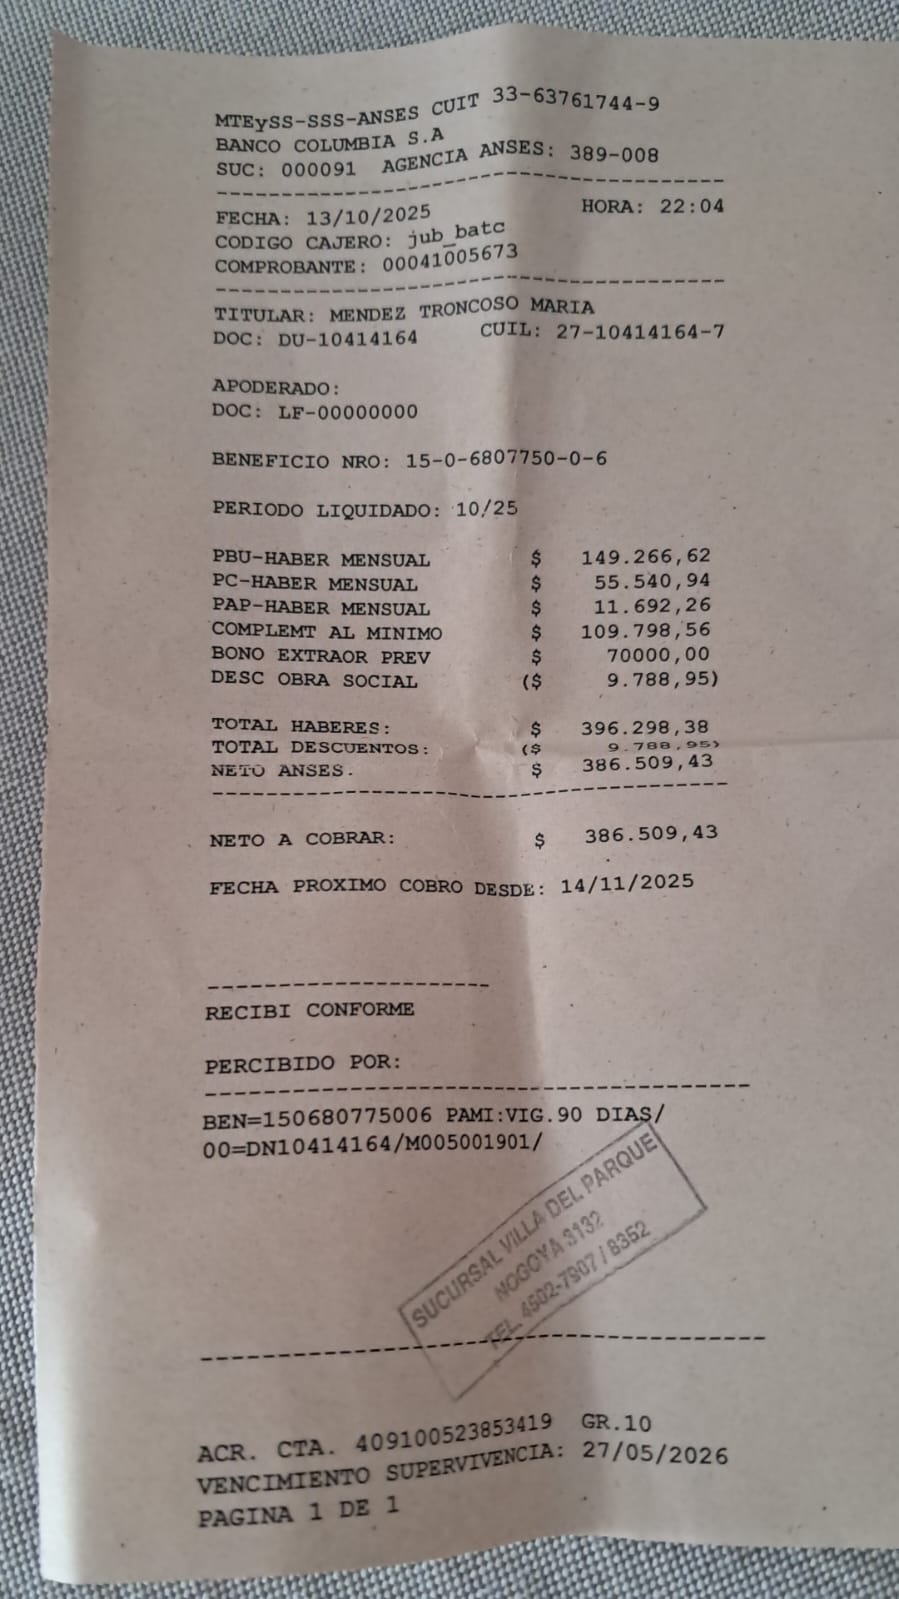 MTEySS-SSS-ANSES CUIT 33-63761744-9
BANCO COLUMBIA S.A
SUC: 000091 AGENCIA ANSES: 389-008
----------------------------------------
FECHA: 13/10/2025 HORA: 22:04
CODIGO CAJERO: jub_batc
COMPROBANTE: 00041005673
----------------------------------------
TITULAR: MENDEZ TRONCOSO MARIA
DOC: DU-10414164 CUIL: 27-10414164-7
APODERADO:
DOC: LF-00000000
BENEFICIO NRO: 15-0-6807750-0-6
PERIODO LIQUIDADO: 10/25
PBU-HABER MENSUAL $ 149.266,62
PC-HABER MENSUAL $ 55.540,94
PAP-HABER MENSUAL $ 11.692,26
COMPLEMT AL MINIMO $ 109.798,56
BONO EXTRAOR PREV $ 70000,00
DESC OBRA SOCIAL ($ 9.788,95)
TOTAL HABERES: $ 396.298,38
TOTAL DESCUENTOS: ($ 9.788,95)
NETO ANSES. $ 386.509,43
----------------------------------------
NETO A COBRAR: $ 386.509,43
FECHA PROXIMO COBRO DESDE: 14/11/2025
--------------------
RECIBI CONFORME
PERCIBIDO POR:
----------------------------------------
BEN=150680775006 PAMI:VIG.90 DIAS/
00=DN10414164/M005001901/
SUCURSAL VILLA DEL PARQUE
NOGOYA 3132
TEL 4502-7907 / 8352
----------------------------------------
ACR. CTA. 409100523853419 GR.10
VENCIMIENTO SUPERVIVENCIA: 27/05/2026
PAGINA 1 DE 1